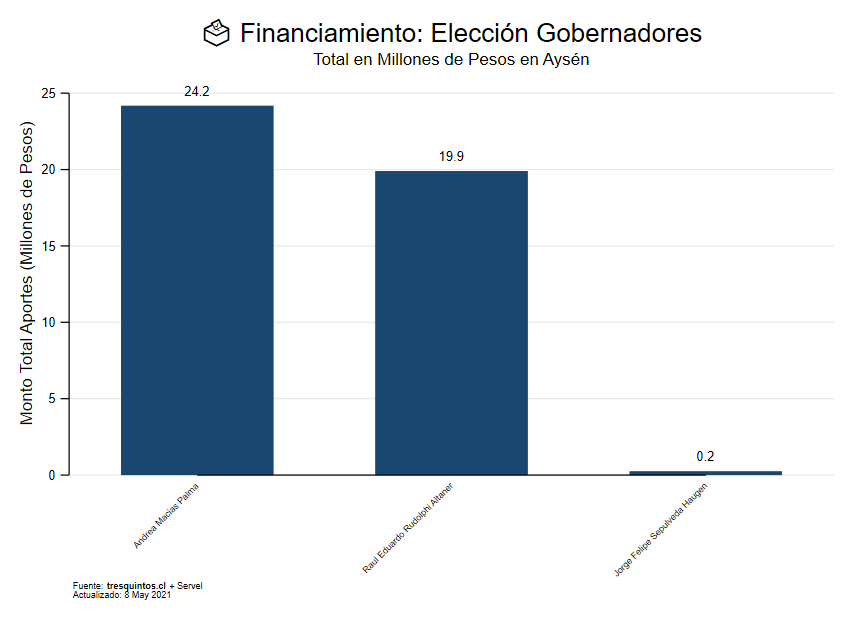 Financiamiento: Elección Gobernadores
Total en Millones de Pesos en Aysén
Monto Total Aportes (Millones de Pesos)
25
20
15
10
5
0
24.2
19.9
0.2
Andrea Macias Palma
Raul Eduardo Rudolphi Altaner
Jorge Felipe Sepulveda Haugen
Fuente: tresquintos.cl + Servel
Actualizado: 8 May 2021